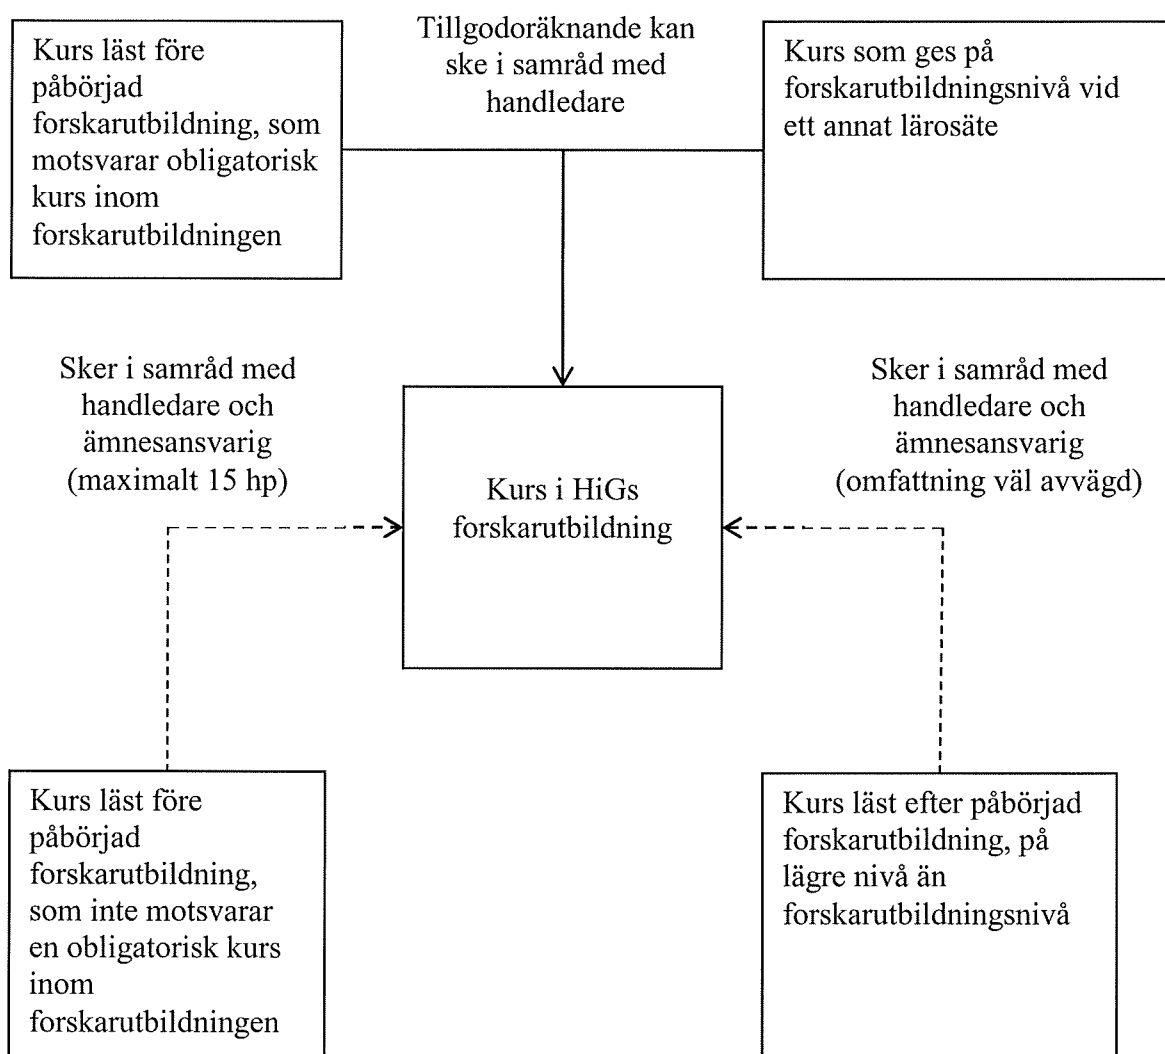 Kurs läst före
påbörjad
forskarutbildning, som
motsvarar obligatorisk
kurs inom
forskarutbildningen
Tillgodoräknande kan
ske i samråd med
handledare
Kurs som ges på
forskarutbildningsnivå vid
ett annat lärosäte
Sker i samråd med
handledare och
ämnesansvarig
(maximalt 15 hp)
Kurs i HiGs
forskarutbildning
Sker i samråd med
handledare och
ämnesansvarig
(omfattning väl avvägd)
Kurs läst före
påbörjad
forskarutbildning,
som inte motsvarar
en obligatorisk kurs
inom
forskarutbildningen
Kurs läst efter påbörjad
forskarutbildning, på
lägre nivå än
forskarutbildningsnivå